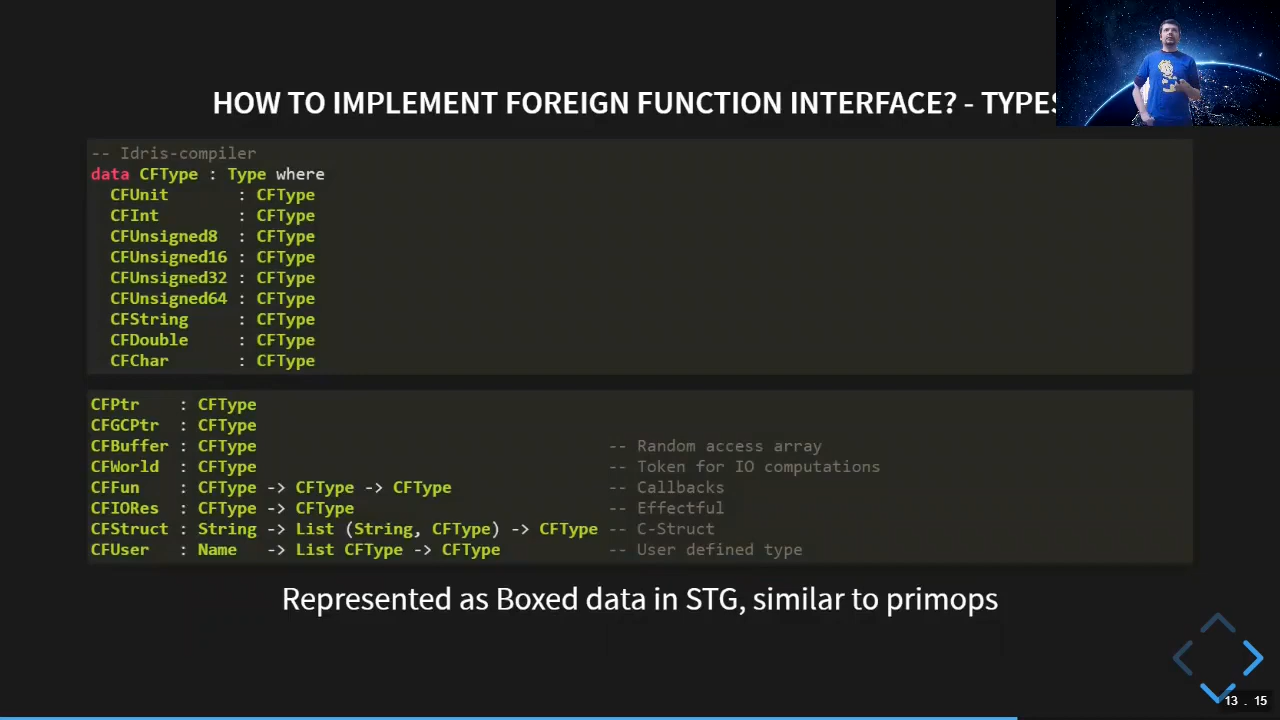 HOW TO IMPLEMENT FOREIGN FUNCTION INTERFACE? - TYPES
-- Idris-compiler
data CFType : Type where
  CFUnit       : CFType
  CFInt        : CFType
  CFUnsigned8  : CFType
  CFUnsigned16 : CFType
  CFUnsigned32 : CFType
  CFUnsigned64 : CFType
  CFString     : CFType
  CFDouble     : CFType
  CFChar       : CFType
CFPtr    : CFType
CFGCPtr  : CFType
CFBuffer : CFType                                    -- Random access array
CFWorld  : CFType                                    -- Token for IO computations
CFFun    : CFType -> CFType -> CFType                -- Callbacks
CFIORes  : CFType -> CFType                          -- Effectful
CFStruct : String -> List (String, CFType) -> CFType -- C-Struct
CFUser   : Name   -> List CFType -> CFType           -- User defined type
Represented as Boxed data in STG, similar to primops
13 . 15